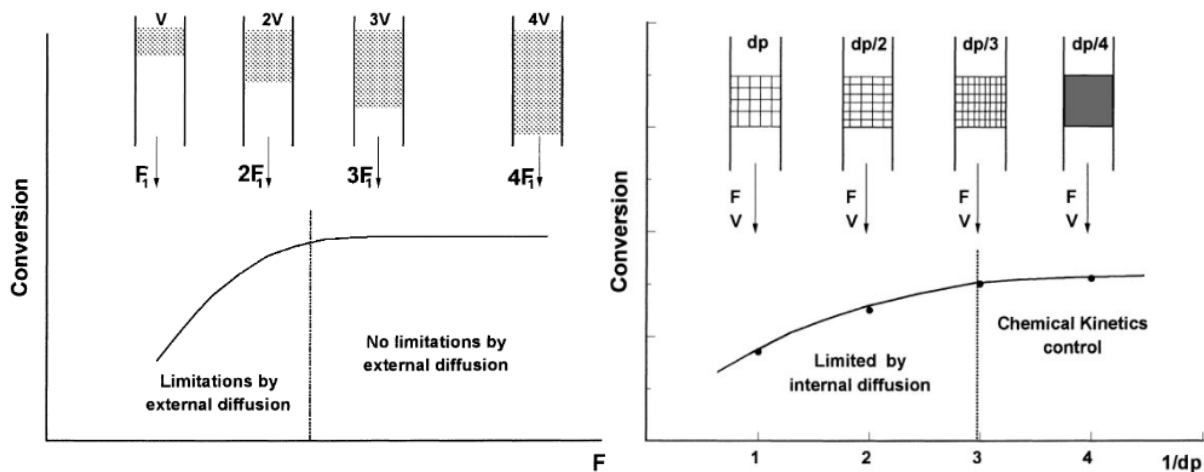 V 2V 3V 4V
F₁ 2F₁ 3F₁ 4F₁
Conversion
No limitations by
external diffusion
Limitations by
external diffusion
F
dp dp/2 dp/3 dp/4
F F F F
V V V V
Conversion
Chemical Kinetics
control
Limited by
internal diffusion
1 2 3 4 1/dp